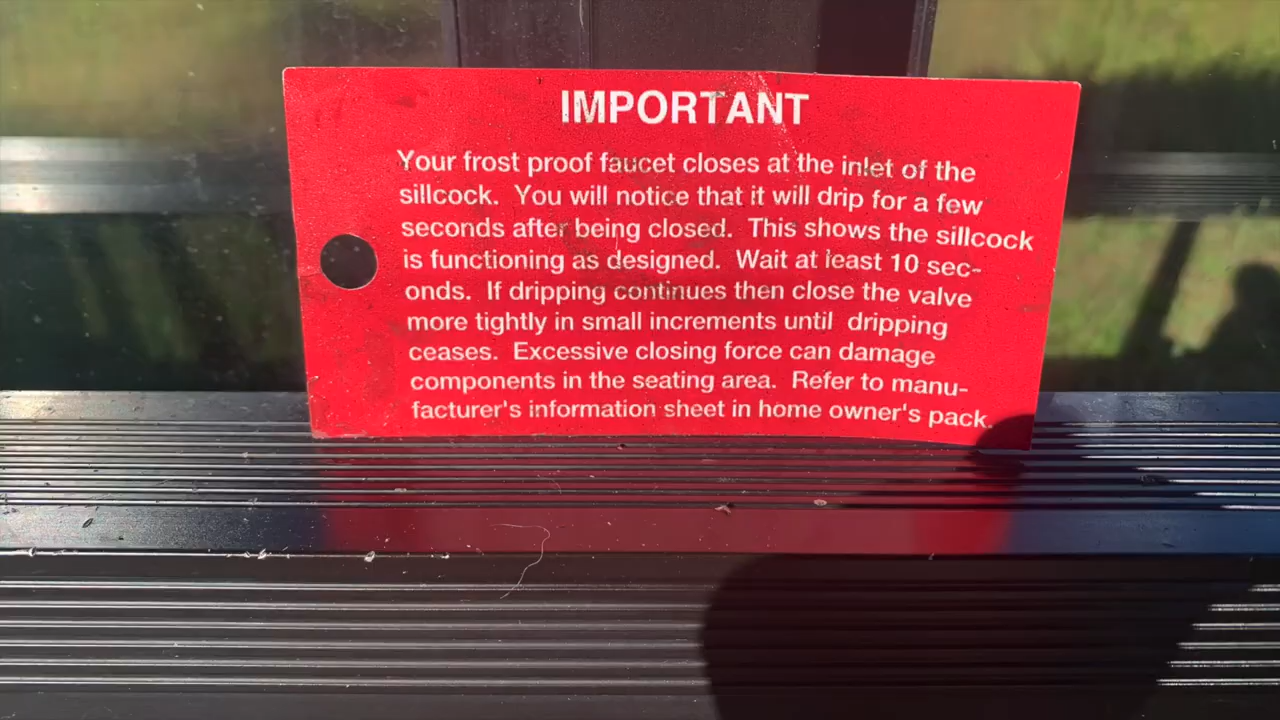 IMPORTANT
Your frost proof faucet closes at the inlet of the
sillcock. You will notice that it will drip for a few
seconds after being closed. This shows the sillcock
is functioning as designed. Wait at least 10 sec-
onds. If dripping continues then close the valve
more tightly in small increments until dripping
ceases. Excessive closing force can damage
components in the seating area. Refer to manu-
facturer's information sheet in home owner's pack.